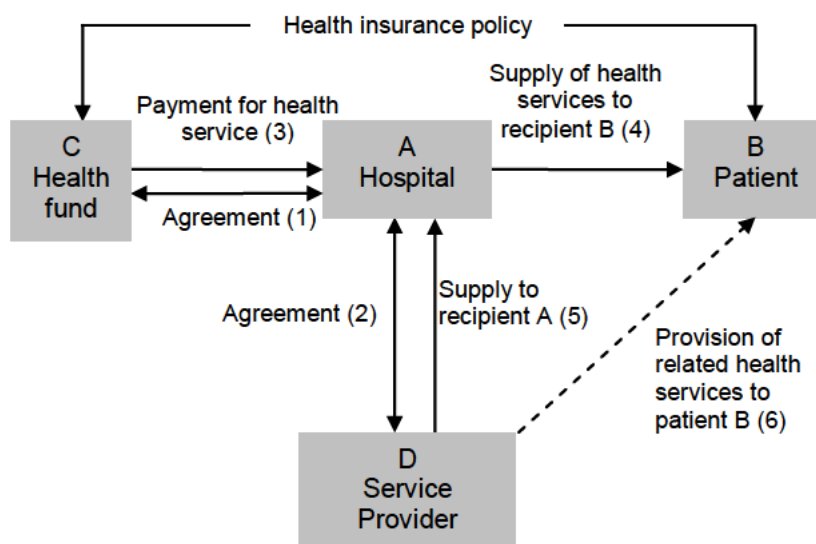 Health insurance policy
Payment for health
service (3)
Supply of health
services to
recipient B (4)
C
Health
fund
A
Hospital
B
Patient
Agreement (1)
Agreement (2)
Supply to
recipient A (5)
Provision of
related health
services to
patient B (6)
D
Service
Provider